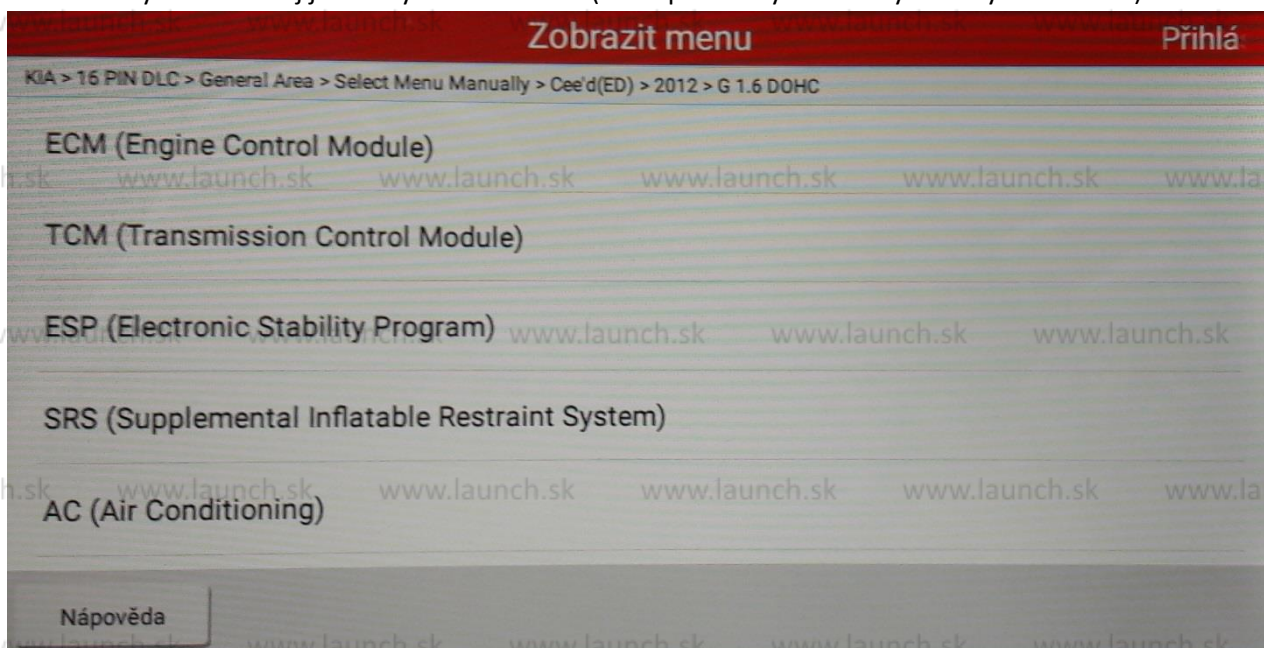 Zobrazit menu
Přihlá
KIA > 16 PIN DLC > General Area > Select Menu Manually > Cee'd(ED) > 2012 > G 1.6 DOHC
ECM (Engine Control Module)
www.launch.sk www.launch.sk www.launch.sk www.launch.sk
TCM (Transmission Control Module)
ESP (Electronic Stability Program)
www.launch.sk www.launch.sk www.launch.sk
SRS (Supplemental Inflatable Restraint System)
www.launch.sk www.launch.sk www.launch.sk www.launch.sk
AC (Air Conditioning)
Nápověda